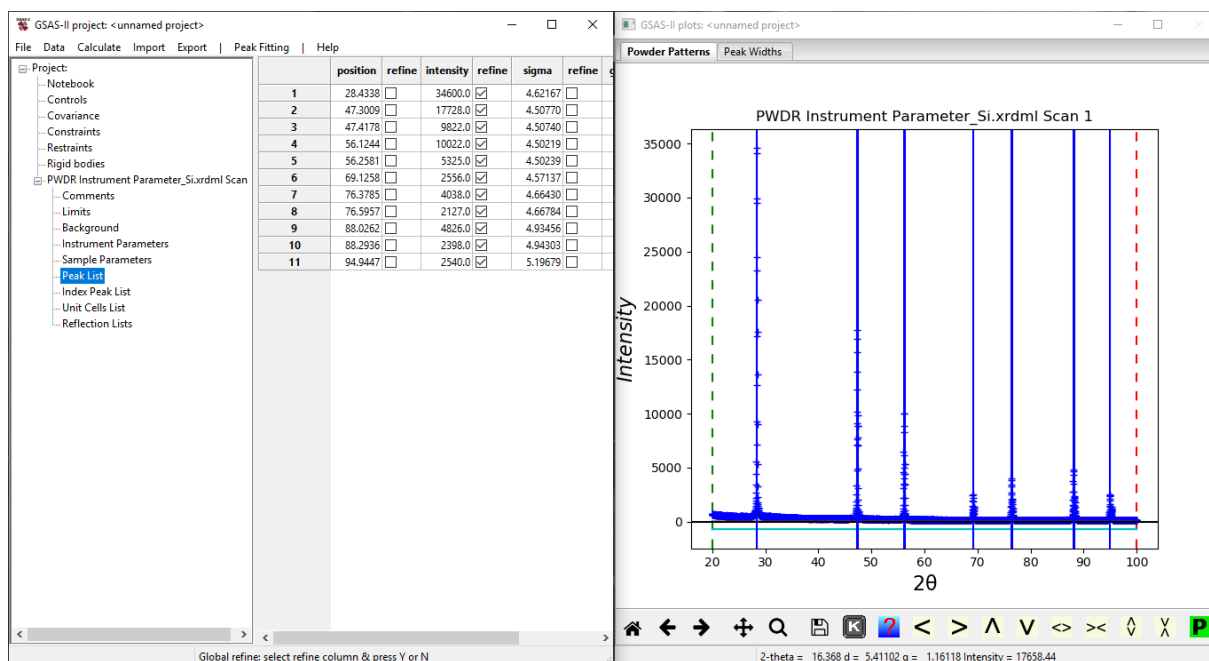 GSAS-II project: <unnamed project>
File Data Calculate Import Export | Peak Fitting | Help
Project:
Notebook
Controls
Covariance
Constraints
Restraints
Rigid bodies
PWDR Instrument Parameter_Si.xrdml Scan
Comments
Limits
Background
Instrument Parameters
Sample Parameters
Peak List
Index Peak List
Unit Cells List
Reflection Lists
position refine intensity refine sigma refine g
1 28.4338 34600.0 4.62167
2 47.3009 17728.0 4.50770
3 47.4178 9822.0 4.50740
4 56.1244 10022.0 4.50219
5 56.2581 5325.0 4.50239
6 69.1258 2556.0 4.57137
7 76.3785 4038.0 4.66430
8 76.5957 2127.0 4.66784
9 88.0262 4826.0 4.93456
10 88.2936 2398.0 4.94303
11 94.9447 2540.0 5.19679
Global refine: select refine column & press Y or N
GSAS-II plots: <unnamed project>
Powder Patterns Peak Widths
PWDR Instrument Parameter_Si.xrdml Scan 1
Intensity
35000
30000
25000
20000
15000
10000
5000
0
20 30 40 50 60 70 80 90 100
2θ
K ? < > Λ V <> >< P
2-theta = 16.368 d = 5.41102 q = 1.16118 Intensity = 17658.44